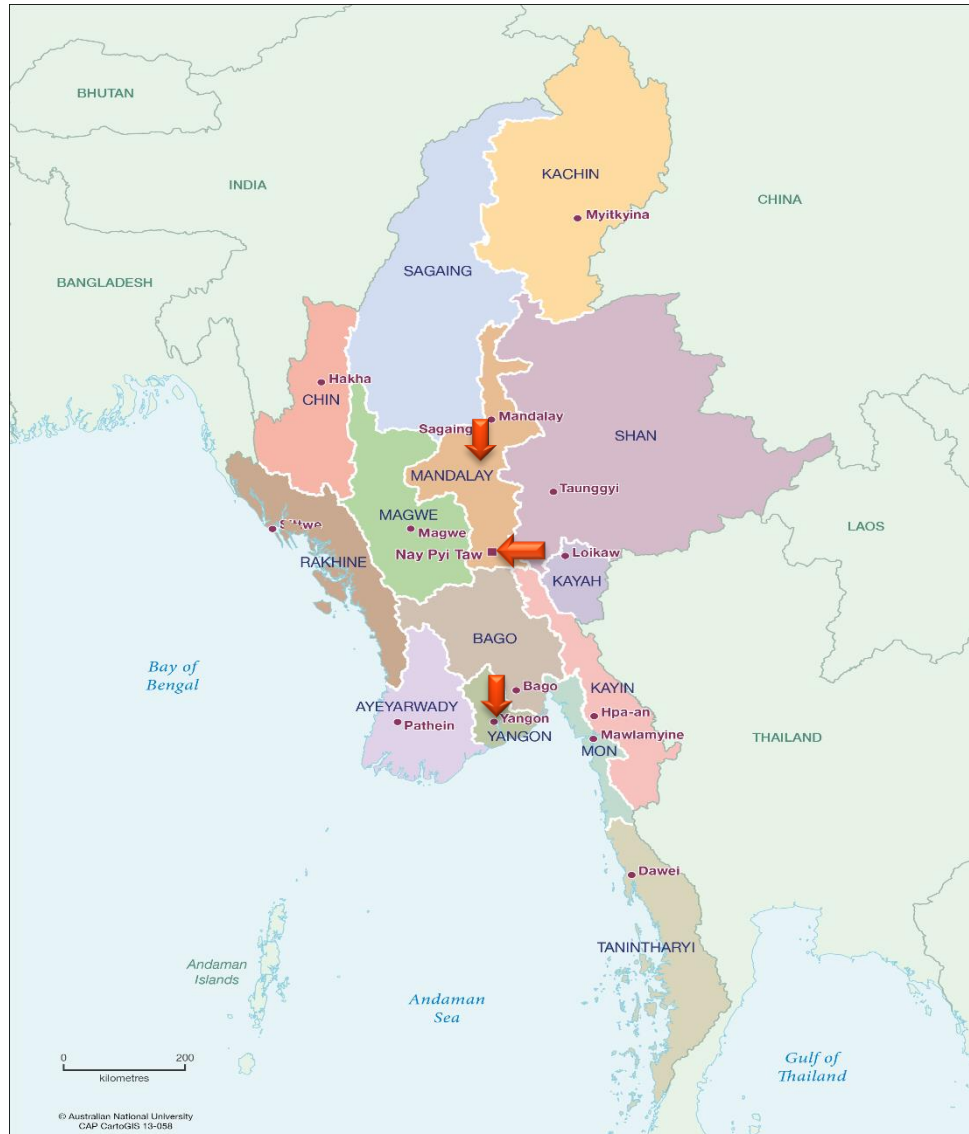 BHUTAN
INDIA
CHINA
BANGLADESH
KACHIN
Myitkyina
SAGAING
Hakha
CHIN
Mandalay
Sagaing
SHAN
MANDALAY
Taunggyi
MAGWE
Magwe
Sittwe
LAOS
RAKHINE
Nay Pyi Taw
Loikaw
KAYAH
BAGO
Bay of
Bengal
Bago
KAYIN
AYEYARWADY
Pathein
Yangon
YANGON
Hpa-an
Mawlamyine
MON
THAILAND
Dawei
TANINTHARYI
Andaman
Islands
Andaman
Sea
Gulf of
Thailand
0 200
kilometres
© Australian National University
CAP CartoGIS 13-058